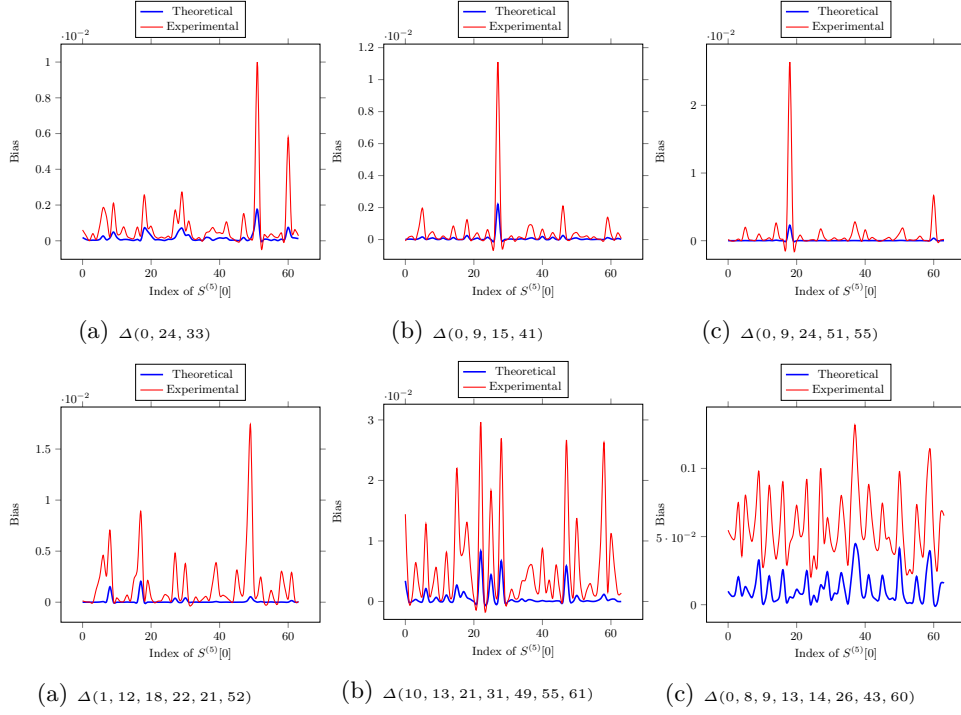 Theoretical
Experimental
·10⁻²
1
0.8
0.6
0.4
0.2
0
Bias
0 20 40 60
Index of S⁽⁵⁾[0]
(a) Δ(0, 24, 33)
Theoretical
Experimental
·10⁻²
1.2
1
0.8
0.6
0.4
0.2
0
Bias
0 20 40 60
Index of S⁽⁵⁾[0]
(b) Δ(0, 9, 15, 41)
Theoretical
Experimental
·10⁻²
2
1
0
Bias
0 20 40 60
Index of S⁽⁵⁾[0]
(c) Δ(0, 9, 24, 51, 55)
Theoretical
Experimental
·10⁻²
1.5
1
0.5
0
Bias
0 20 40 60
Index of S⁽⁵⁾[0]
(a) Δ(1, 12, 18, 22, 21, 52)
Theoretical
Experimental
·10⁻²
3
2
1
0
Bias
0 20 40 60
Index of S⁽⁵⁾[0]
(b) Δ(10, 13, 21, 31, 49, 55, 61)
Theoretical
Experimental
0.1
5 · 10⁻²
0
Bias
0 20 40 60
Index of S⁽⁵⁾[0]
(c) Δ(0, 8, 9, 13, 14, 26, 43, 60)